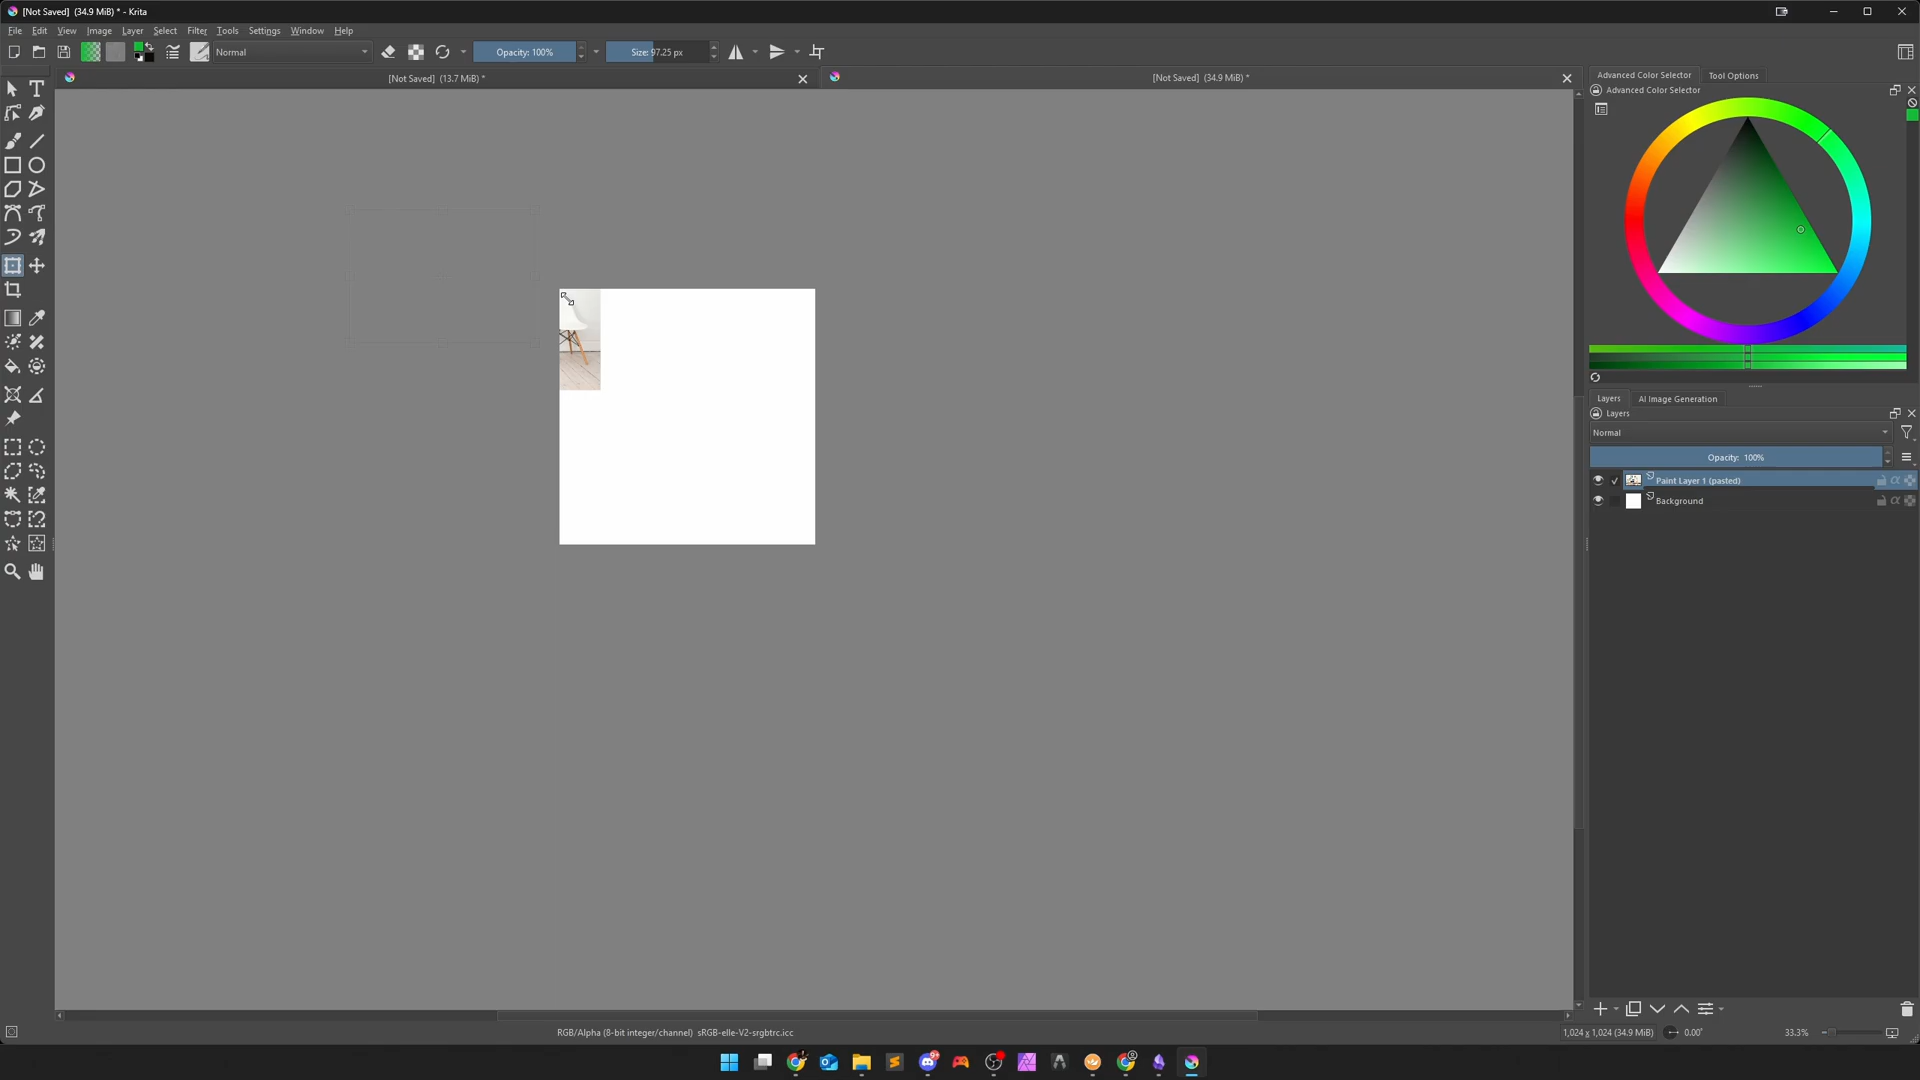 [Not Saved] (34.9 MiB) * - Krita
File Edit View Image Layer Select Filter Tools Settings Window Help
Normal Opacity: 100% Size: 97.25 px
[Not Saved] (13.7 MiB) * [Not Saved] (34.9 MiB) *
Advanced Color Selector Tool Options
Advanced Color Selector
Layers AI Image Generation
Layers
Normal
Opacity: 100%
Paint Layer 1 (pasted)
Background
RGB/Alpha (8-bit integer/channel) sRGB-elle-V2-srgbtrc.icc 1,024 x 1,024 (34.9 MiB) 0.00° 33.3%